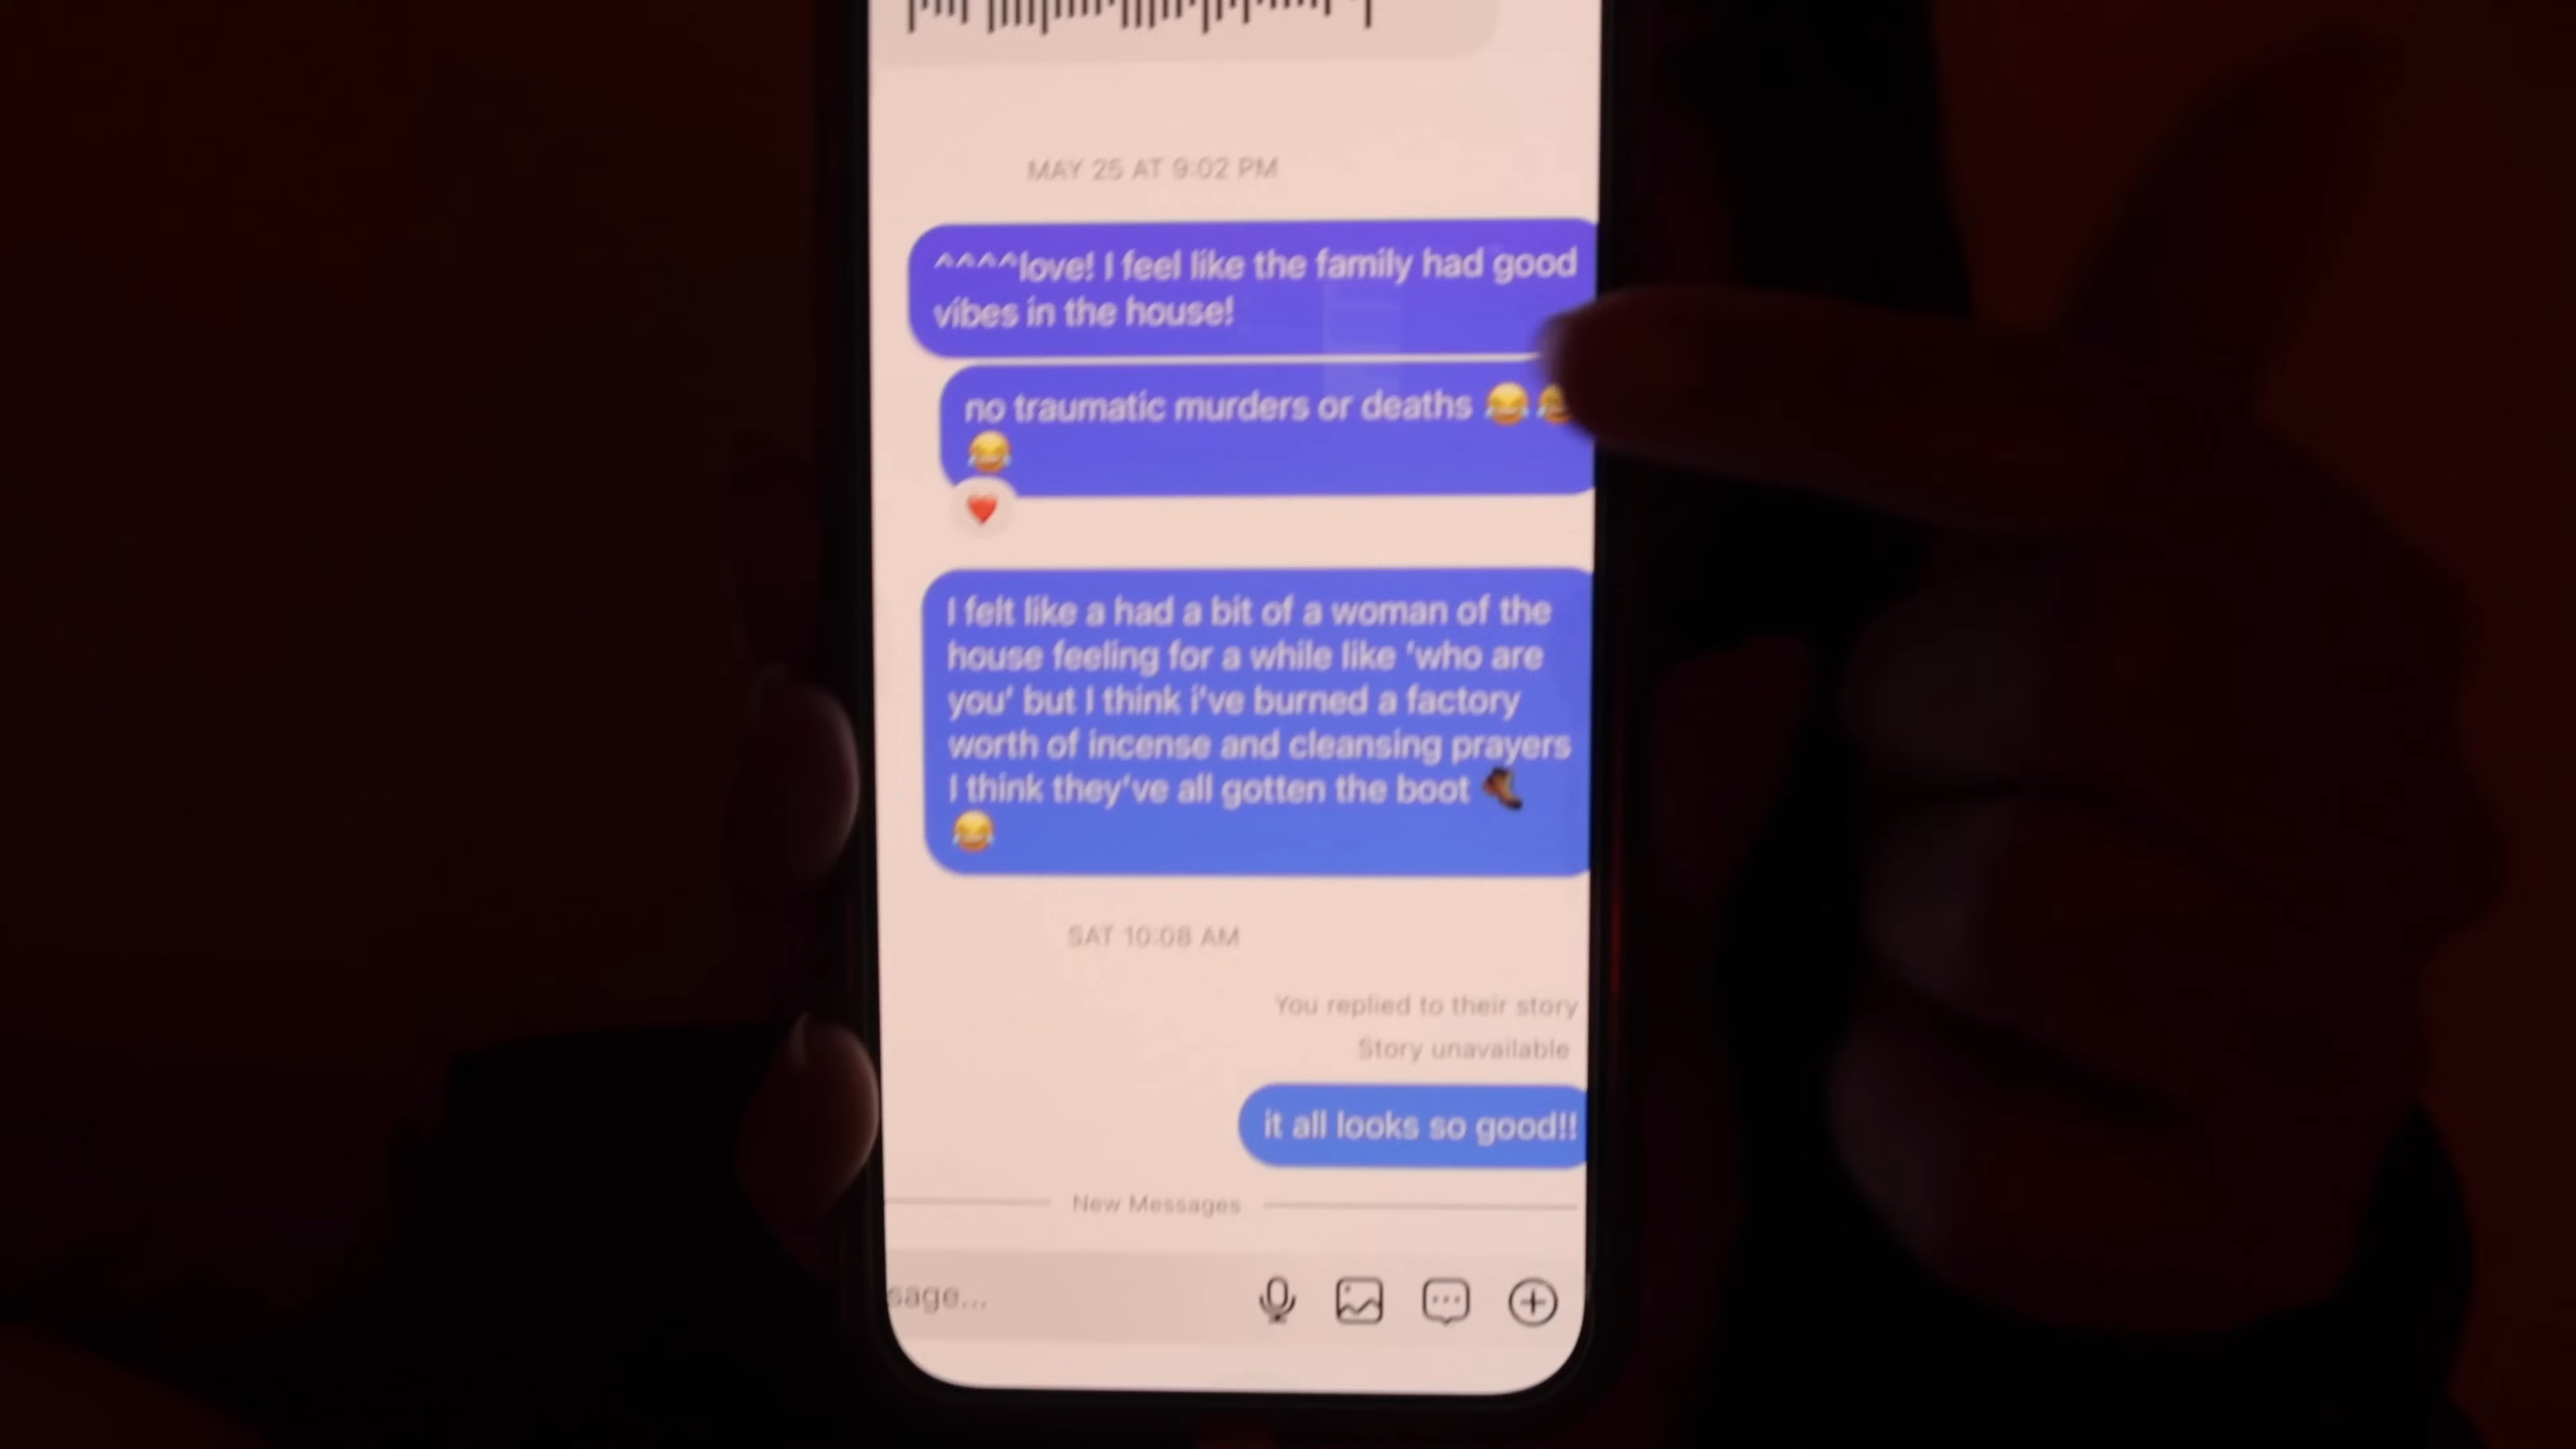 MAY 25 AT 9:02 PM
^^^^love! I feel like the family had good
vibes in the house!
no traumatic murders or deaths 😂😂
😂
❤️
I felt like a had a bit of a woman of the
house feeling for a while like 'who are
you' but I think i've burned a factory
worth of incense and cleansing prayers
I think they've all gotten the boot 👢
😂
SAT 10:08 AM
You replied to their story
Story unavailable
it all looks so good!!
New Messages
sage...